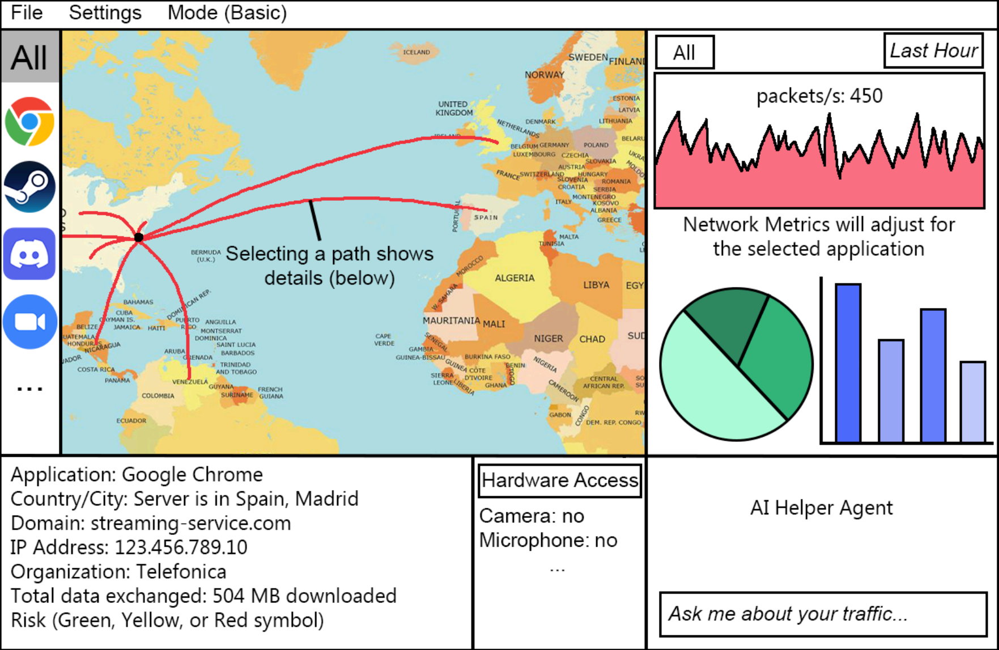 File Settings Mode (Basic)
All
...
ICELAND
SWEDEN
FINLAND
NORWAY
ESTONIA
LATVIA
LITHUANIA
UNITED
KINGDOM
DENMARK
NETHERLANDS
IRELAND
BELARU
BELGIUM
GERMANY
POLAND
LUXEMBOURG
CZECHIA
UKRA
SLOVAKIA
MOLDO
AUSTRIA
FRANCE
SWITZERLAND
HUNGARY
SLOVENIA
ROMANIA
CROATIA
SERBIA
MONTENEGRO
ITALY
KOSOVO
ALBANIA
GREECE
PORTUGAL
SPAIN
O
S
MALTA
TUNISIA
BERMUDA
(U.K.)
Selecting a path shows
details (below)
MOROCCO
ALGERIA
LIBYA
EGY
W. SAHARA
BAHAMAS
DOMINICAN REP.
CUBA
CAYMAN IS.
PUERTO
RICO
ANGUILLA
BELIZE
JAMAICA
HAITI
MONTSERRAT
DOMINICA
UATEMALA
HONDURAS
NICARAGUA
SAINT LUCIA
BARBADOS
ARUBA
GRENADA
VADOR
TRINIDAD
AND TOBAGO
COSTA RICA
PANAMA
VENEZUELA
GUYANA
SURINAME
FRENCH
GUIANA
COLOMBIA
ECUADOR
MAURITANIA
MALI
NIGER
CHAD
SUD
CAPE
VERDE
SENEGAL
GAMBIA
GUINEA-BISSAU
GUINEA
BURKINA FASO
BENIN
TOGO
NIGERIA
CÔTE
D'IVOIRE
SIERRA
LEONE
LIBERIA
GHANA
CENTRAL
AFRICAN REP.
SO
SU
CAMEROON
GABON
CONGO
RW
DEM. REP. CONGO
All
Last Hour
packets/s: 450
Network Metrics will adjust for
the selected application
Application: Google Chrome
Country/City: Server is in Spain, Madrid
Domain: streaming-service.com
IP Address: 123.456.789.10
Organization: Telefonica
Total data exchanged: 504 MB downloaded
Risk (Green, Yellow, or Red symbol)
Hardware Access
Camera: no
Microphone: no
...
AI Helper Agent
Ask me about your traffic...